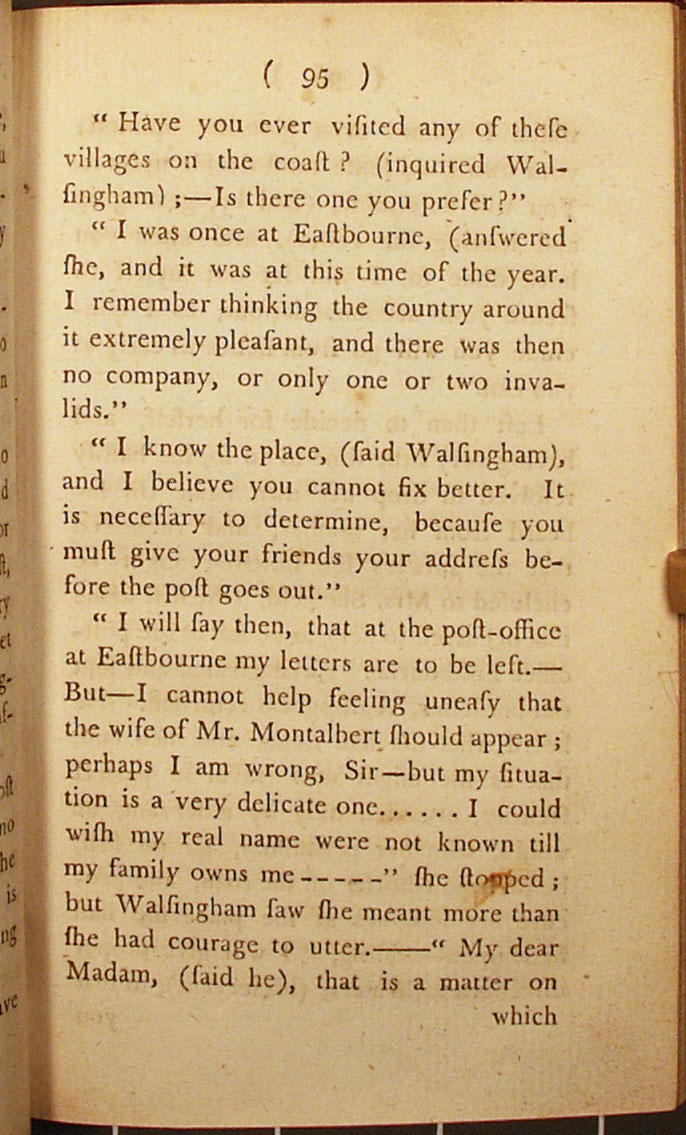 ( 95 )
“ Have you ever viſited any of theſe
villages on the coaſt ? (inquired Wal-
ſingham) ;—Is there one you prefer ?”
“ I was once at Eaſtbourne, (anſwered
ſhe, and it was at this time of the year.
I remember thinking the country around
it extremely pleaſant, and there was then
no company, or only one or two inva-
lids.”
“ I know the place, (ſaid Walſingham),
and I believe you cannot fix better. It
is neceſſary to determine, becauſe you
muſt give your friends your addreſs be-
fore the poſt goes out.”
“ I will ſay then, that at the poſt-office
at Eaſtbourne my letters are to be left.—
But—I cannot help feeling uneaſy that
the wife of Mr. Montalbert ſhould appear ;
perhaps I am wrong, Sir—but my ſitua-
tion is a very delicate one...... I could
wiſh my real name were not known till
my family owns me -----” ſhe ſtopped ;
but Walſingham ſaw ſhe meant more than
ſhe had courage to utter.——“ My dear
Madam, (ſaid he), that is a matter on
which